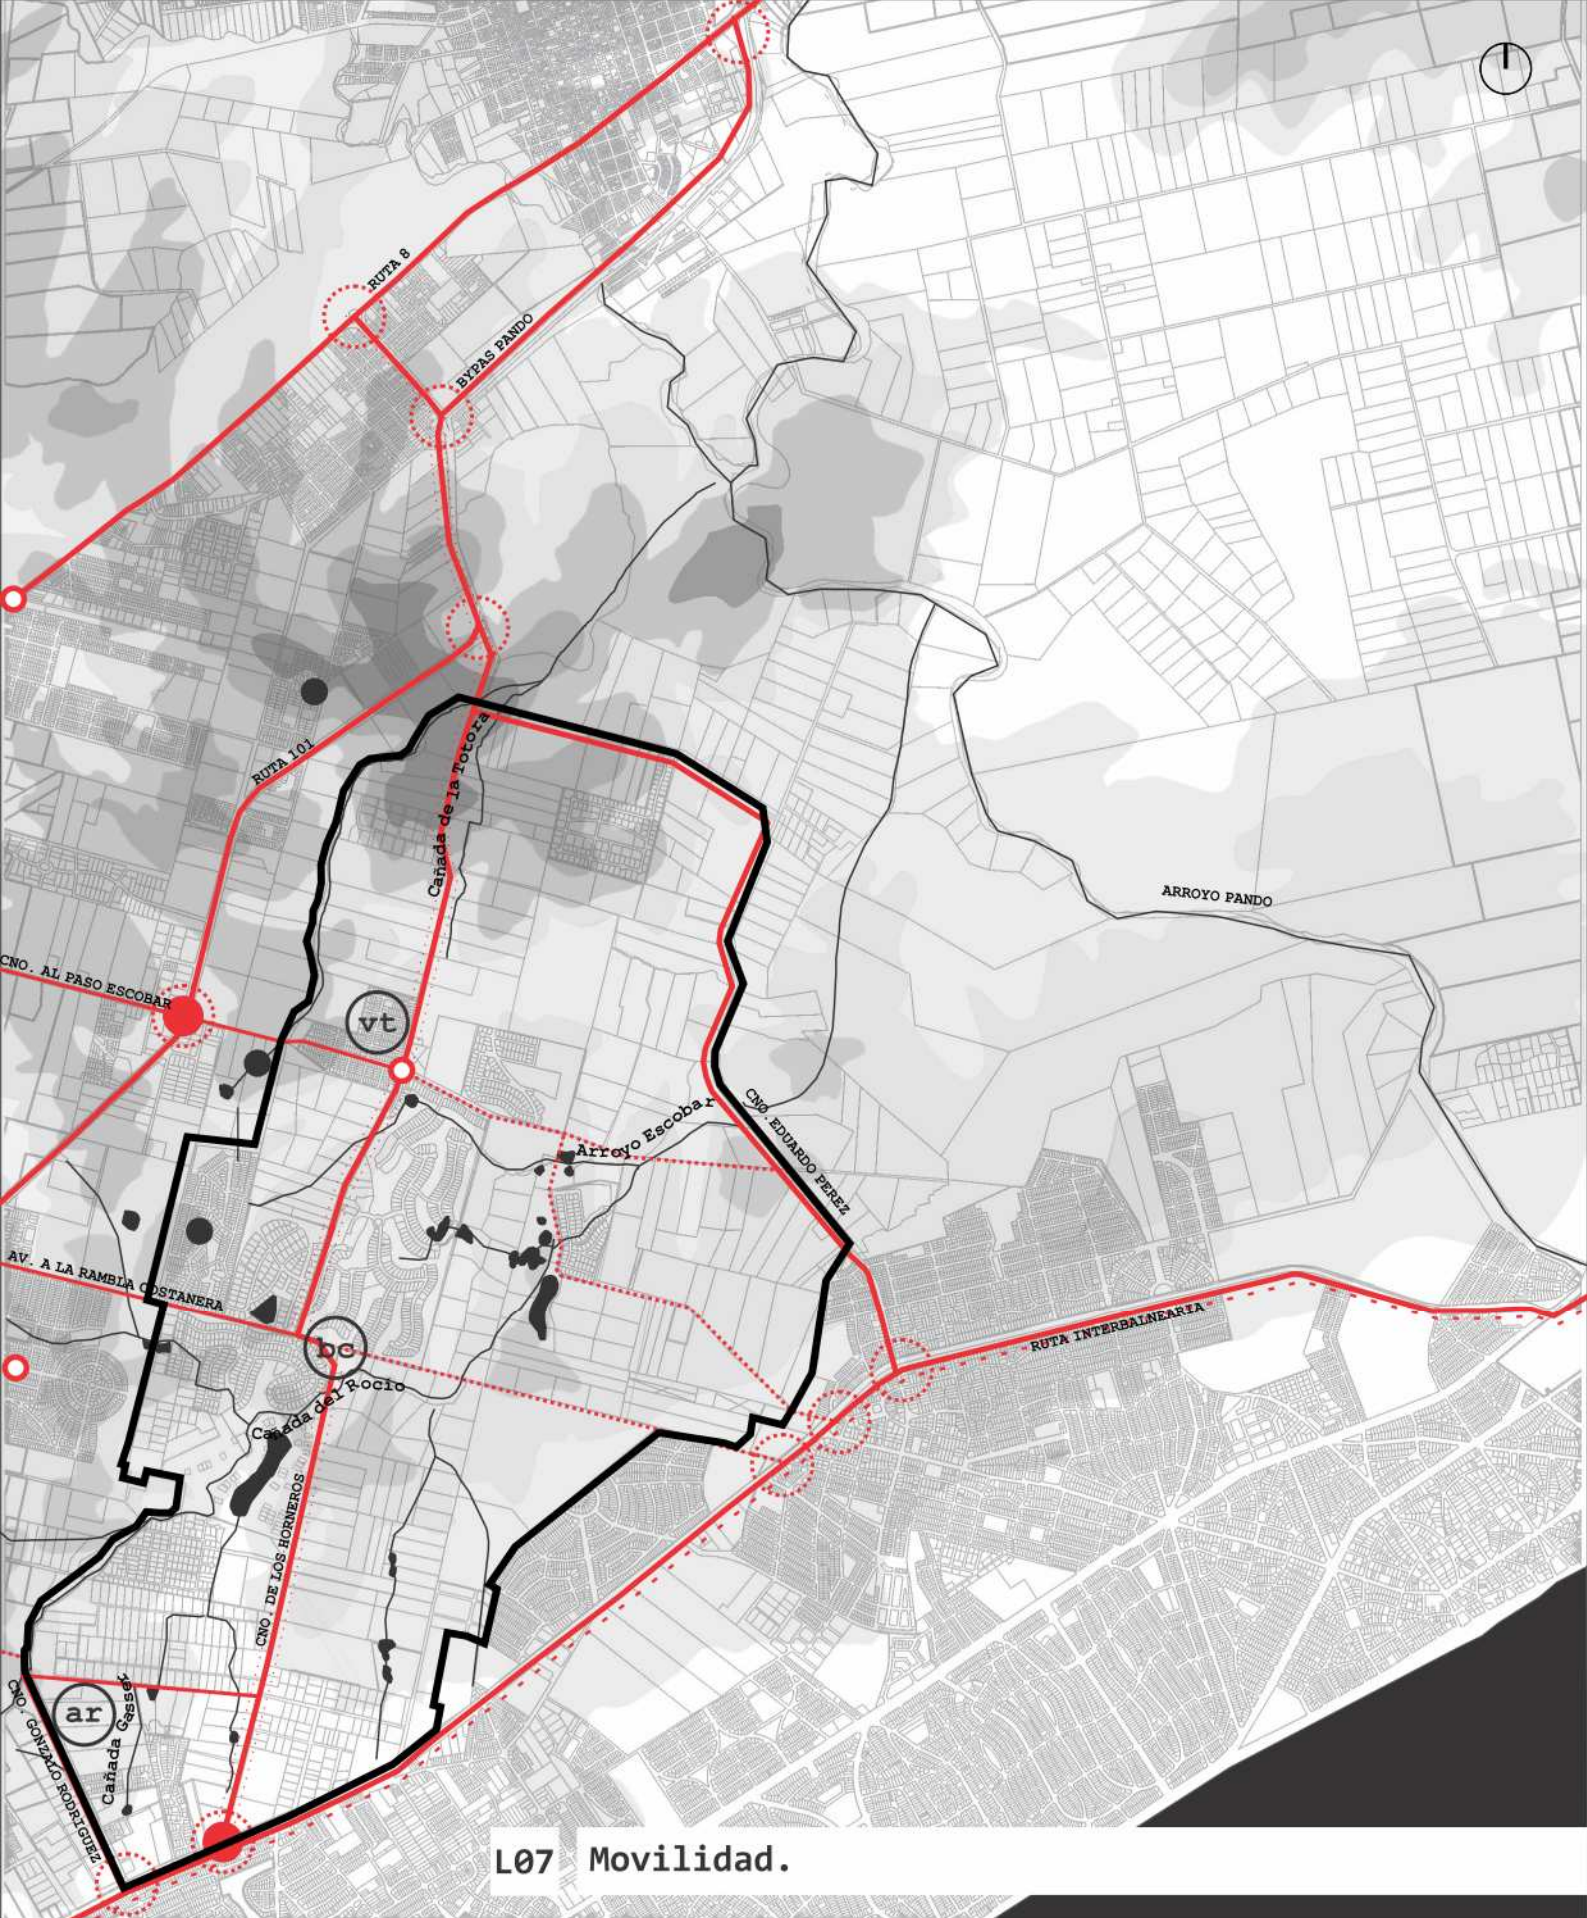 RUTA 8
BYPAS PANDO
RUTA 101
Cañada de la Totora
ARROYO PANDO
CNO. AL PASO ESCOBAR
vt
Arroyo Escobar
CNO. EDUARDO PEREZ
AV. A LA RAMBLA COSTANERA
RUTA INTERBALNEARIA
bc
Cañada del Rocio
CNO. DE LOS HORNEROS
ar
Cañada Gasser
CNO. GONZALO RODRIGUEZ
L07 Movilidad.